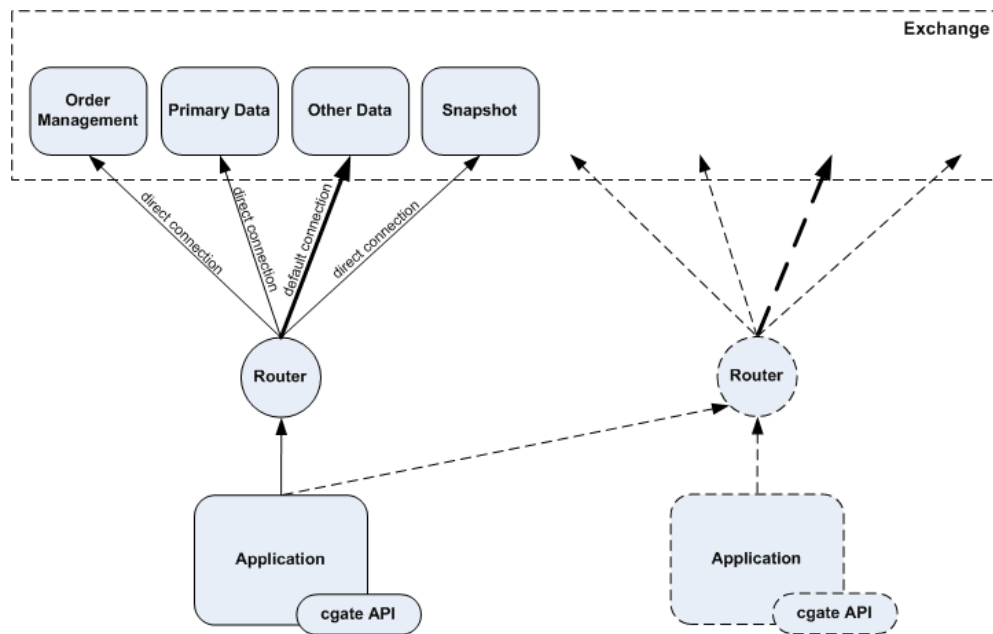 Exchange
Order
Management
Primary Data
Other Data
Snapshot
direct connection
direct connection
default connection
direct connection
Router
Router
Application
cgate API
Application
cgate API